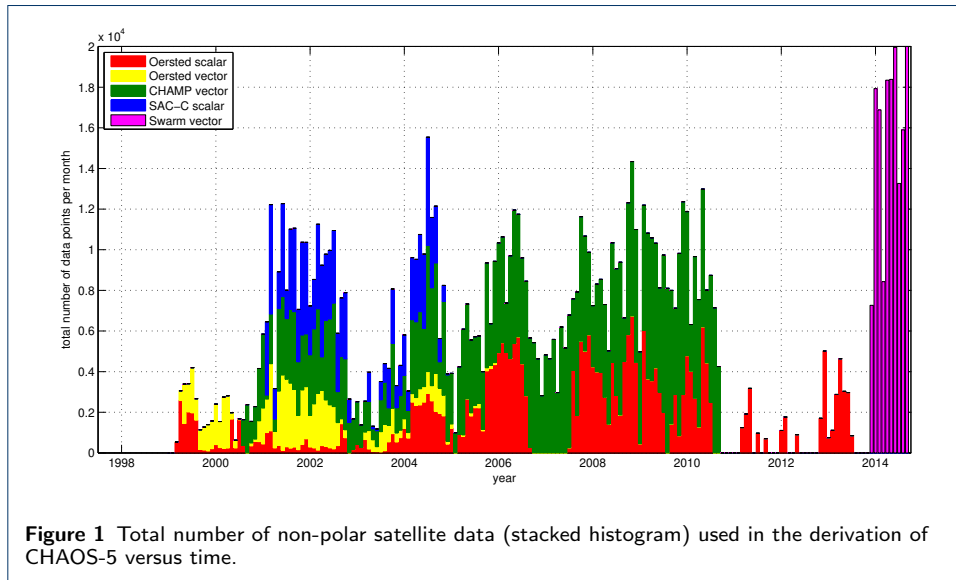 x 10⁴
2
1.8
1.6
1.4
1.2
1
0.8
0.6
0.4
0.2
0
total number of data points per month
Oersted scalar
Oersted vector
CHAMP vector
SAC-C scalar
Swarm vector
1998 2000 2002 2004 2006 2008 2010 2012 2014
year
Figure 1 Total number of non-polar satellite data (stacked histogram) used in the derivation of
CHAOS-5 versus time.